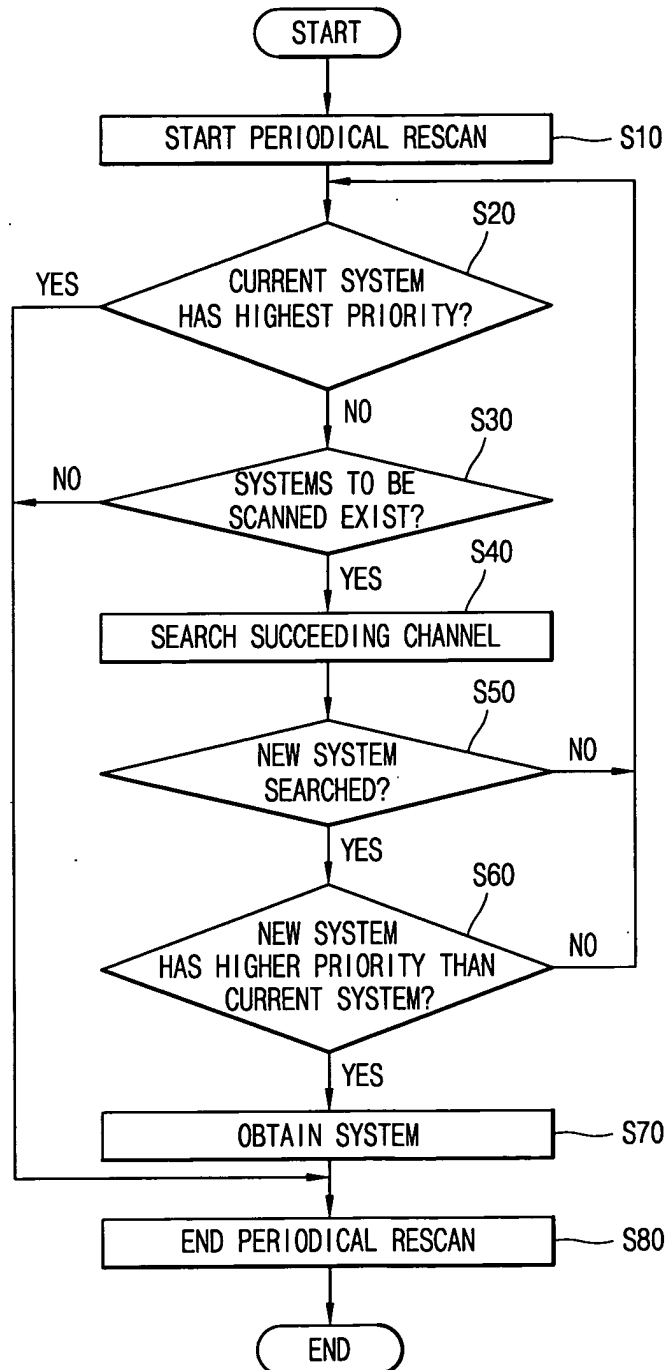 START
START PERIODICAL RESCAN
S10
S20
YES
CURRENT SYSTEM
HAS HIGHEST PRIORITY?
NO
S30
NO
SYSTEMS TO BE
SCANNED EXIST?
YES
S40
SEARCH SUCCEEDING CHANNEL
S50
NEW SYSTEM
SEARCHED?
NO
YES
S60
NEW SYSTEM
HAS HIGHER PRIORITY THAN
CURRENT SYSTEM?
NO
YES
OBTAIN SYSTEM
S70
END PERIODICAL RESCAN
S80
END